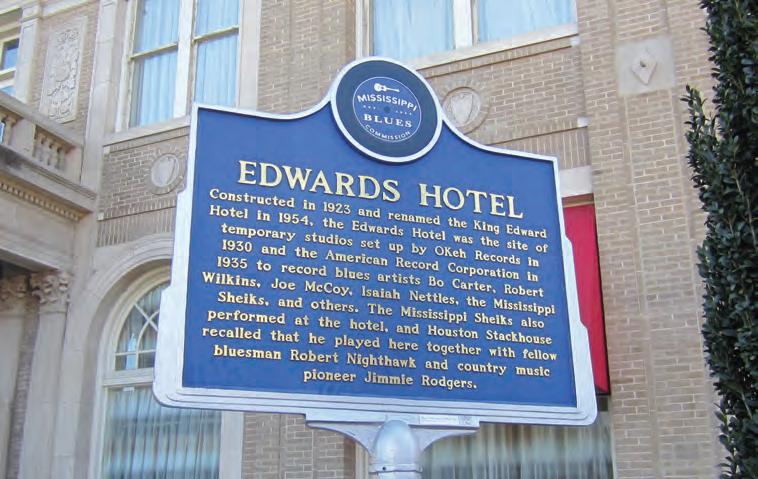 MISSISSIPPI
BLUES
COMMISSION
EDWARDS HOTEL
Constructed in 1923 and renamed the King Edward
Hotel in 1954, the Edwards Hotel was the site of
temporary studios set up by OKeh Records in
1930 and the American Record Corporation in
1935 to record blues artists Bo Carter, Robert
Wilkins, Joe McCoy, Isaiah Nettles, the Mississippi
Sheiks, and others. The Mississippi Sheiks also
performed at the hotel, and Houston Stackhouse
recalled that he played here together with fellow
bluesman Robert Nighthawk and country music
pioneer Jimmie Rodgers.